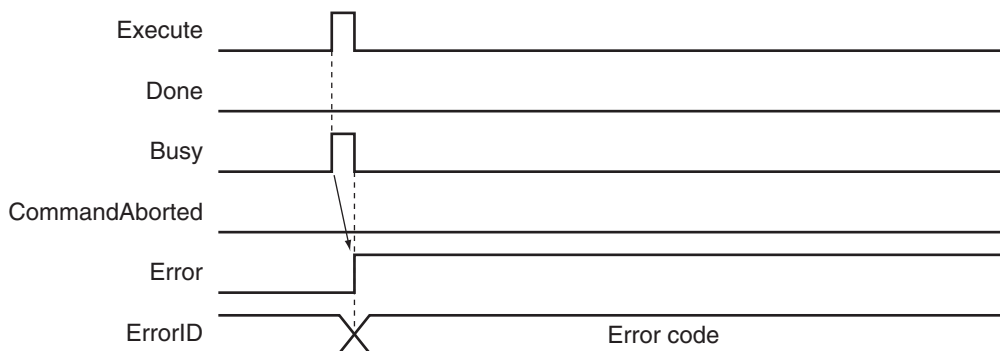 Execute
Done
Busy
CommandAborted
Error
ErrorID
Error code